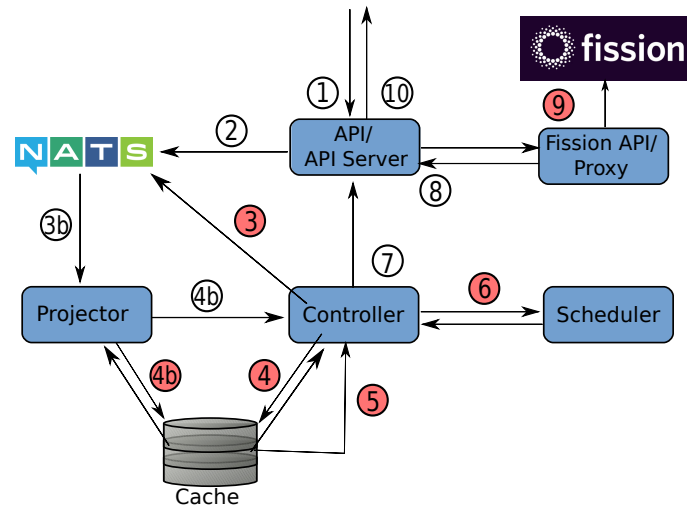 fission
1
10
9
API/
API Server
Fission API/
Proxy
2
NATS
8
3
3b
7
6
4b
Projector
Controller
Scheduler
4b
4
5
Cache